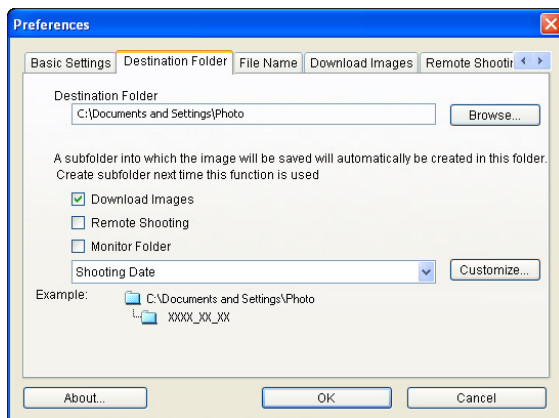 Preferences
Basic Settings Destination Folder File Name Download Images Remote Shootin
Destination Folder
C:\Documents and Settings\Photo Browse...
A subfolder into which the image will be saved will automatically be created in this folder.
Create subfolder next time this function is used
Download Images
Remote Shooting
Monitor Folder
Shooting Date Customize...
Example: C:\Documents and Settings\Photo
XXXX_XX_XX
About... OK Cancel